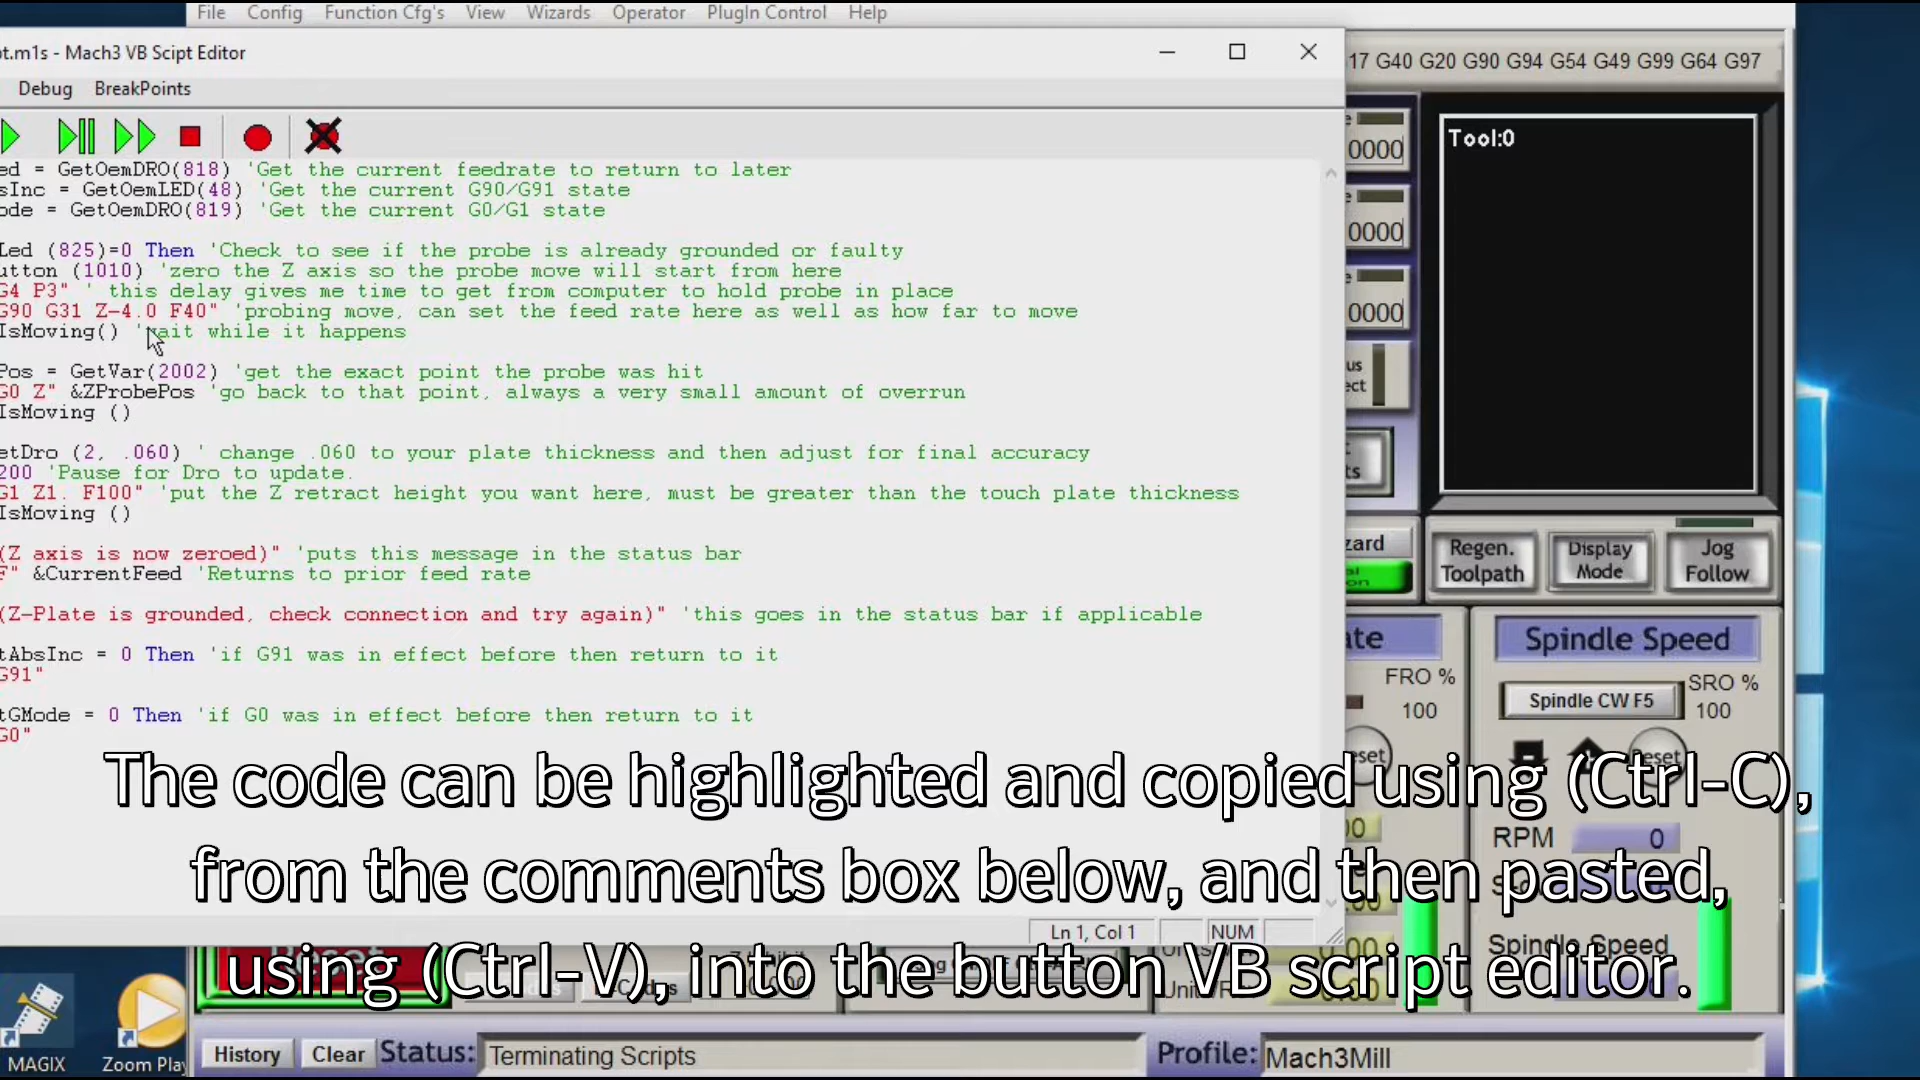 File Config Function Cfg's View Wizards Operator PlugIn Control Help
pt.m1s - Mach3 VB Scipt Editor
Debug BreakPoints
17 G40 G20 G90 G94 G54 G49 G99 G64 G97
ed = GetOemDRO(818) 'Get the current feedrate to return to later
sInc = GetOemLED(48) 'Get the current G90/G91 state
ode = GetOemDRO(819) 'Get the current G0/G1 state
Led (825)=0 Then 'Check to see if the probe is already grounded or faulty
utton (1010) 'zero the Z axis so the probe move will start from here
G4 P3" ' this delay gives me time to get from computer to hold probe in place
G90 G31 Z-4.0 F40" 'probing move, can set the feed rate here as well as how far to move
IsMoving() 'wait while it happens
Pos = GetVar(2002) 'get the exact point the probe was hit
G0 Z" &ZProbePos 'go back to that point, always a very small amount of overrun
IsMoving ()
etDro (2, .060) ' change .060 to your plate thickness and then adjust for final accuracy
200 'Pause for Dro to update.
G1 Z1. F100" 'put the Z retract height you want here, must be greater than the touch plate thickness
IsMoving ()
(Z axis is now zeroed)" 'puts this message in the status bar
F" &CurrentFeed 'Returns to prior feed rate
(Z-Plate is grounded, check connection and try again)" 'this goes in the status bar if applicable
tAbsInc = 0 Then 'if G91 was in effect before then return to it
G91"
tGMode = 0 Then 'if G0 was in effect before then return to it
G0"
Ln 1, Col 1 NUM
0000
0000
0000
Tool:0
zard
Regen. Toolpath
Display Mode
Jog Follow
ate
Spindle Speed
FRO %
100
Spindle CW F5
SRO %
100
eset
Reset
RPM 0
Spindle Speed
Reset
The code can be highlighted and copied using (Ctrl-C),
from the comments box below, and then pasted,
using (Ctrl-V), into the button VB script editor.
MAGIX
Zoom Play
History Clear Status: Terminating Scripts Profile: Mach3Mill